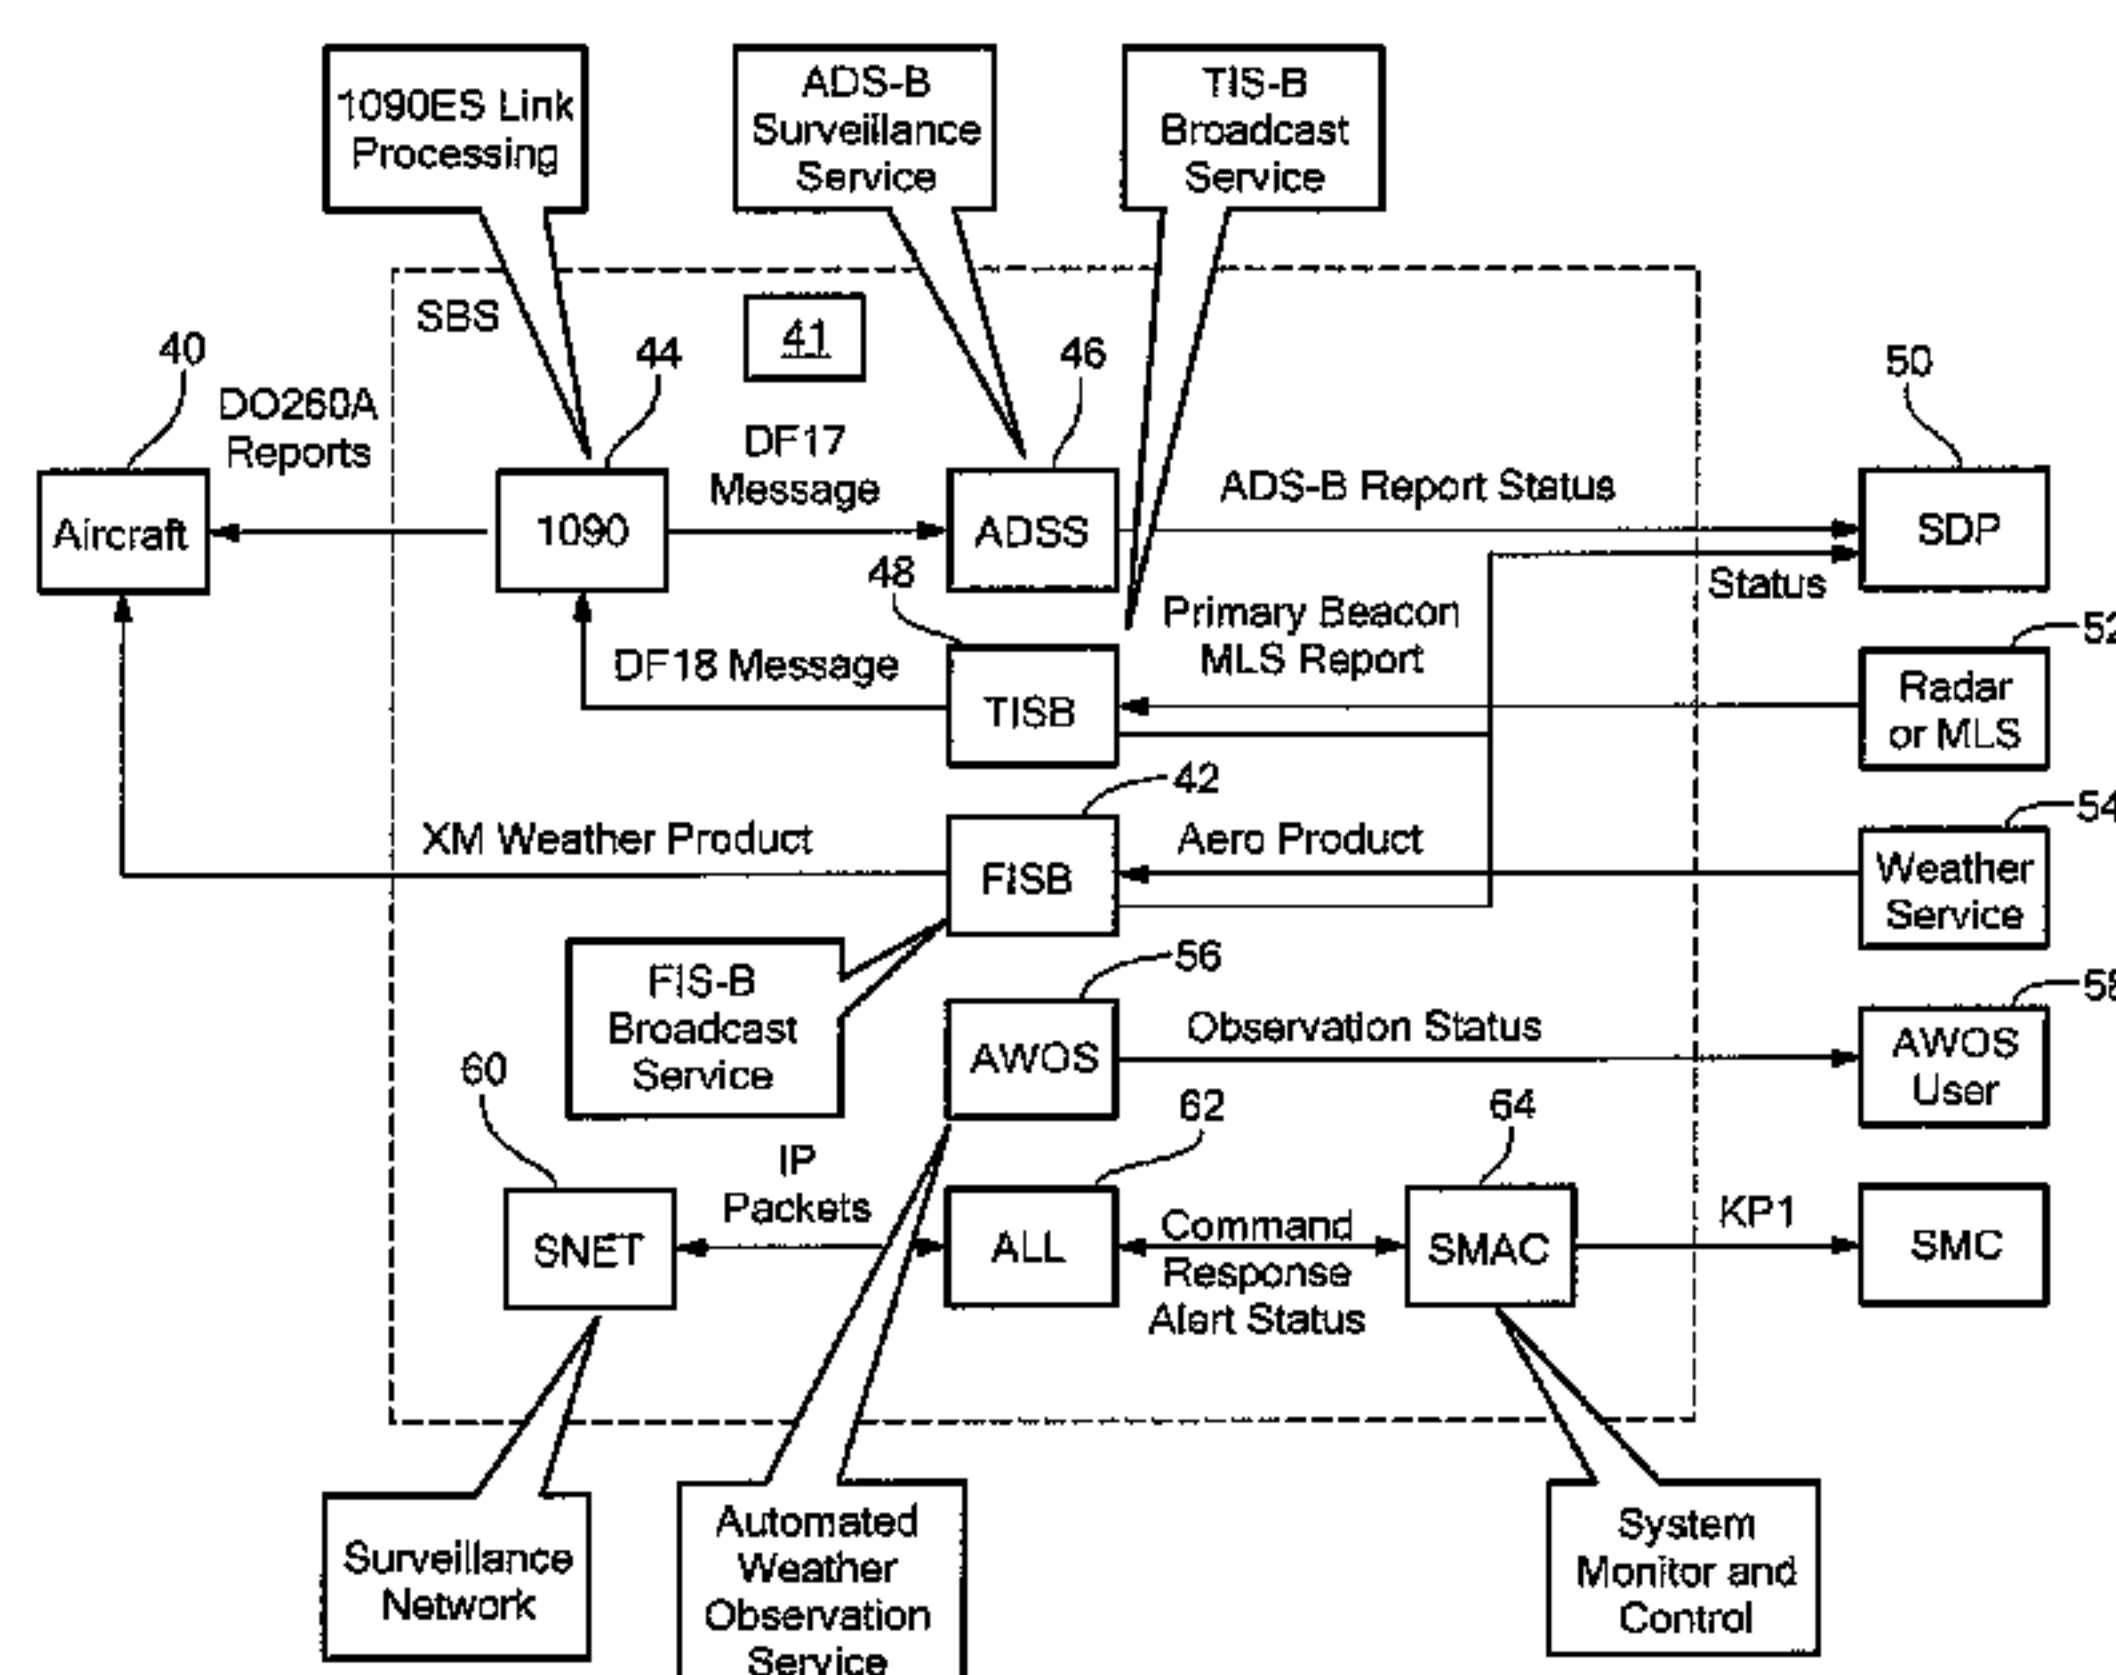 1090ES Link
Processing
ADS-B
Surveillance
Service
TIS-B
Broadcast
Service
SBS
41
40
DO260A
Reports
44
DF17
Message
46
50
Aircraft
1090
ADSS
ADS-B Report Status
SDP
Status
48
Primary Beacon
MLS Report
52
DF18 Message
TISB
Radar
or MLS
42
54
XM Weather Product
FISB
Aero Product
Weather
Service
FIS-B
Broadcast
Service
56
AWOS
Observation Status
58
AWOS
User
60
IP
Packets
62
64
SNET
ALL
Command
Response
Alert Status
SMAC
KP1
SMC
Surveillance
Network
Automated
Weather
Observation
Service
System
Monitor and
Control